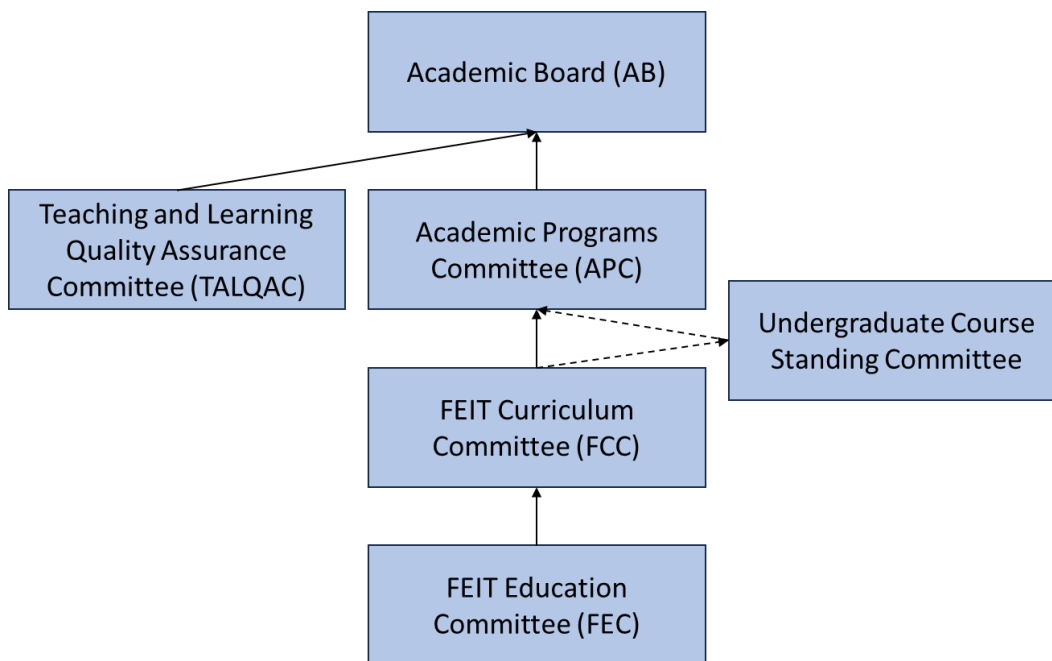 Academic Board (AB)
Teaching and Learning
Quality Assurance
Committee (TALQAC)
Academic Programs
Committee (APC)
Undergraduate Course
Standing Committee
FEIT Curriculum
Committee (FCC)
FEIT Education
Committee (FEC)